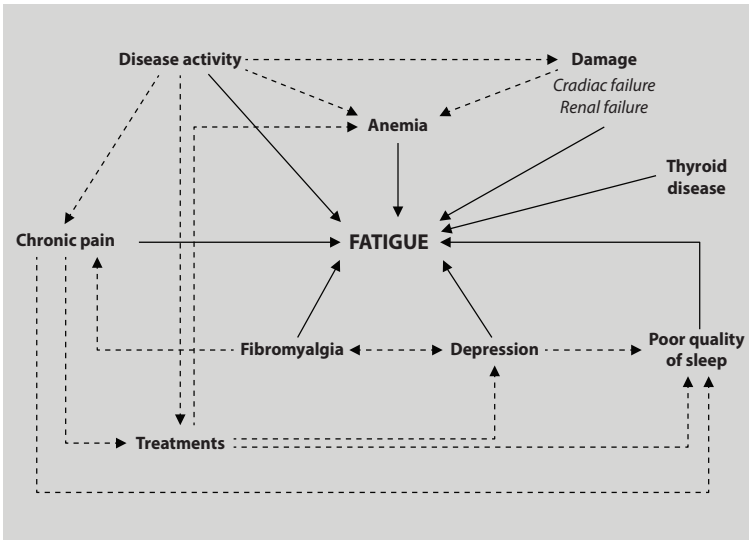 Disease activity
Damage
Cradiac failure
Renal failure
Anemia
Thyroid
disease
Chronic pain
FATIGUE
Fibromyalgia
Depression
Poor quality
of sleep
Treatments